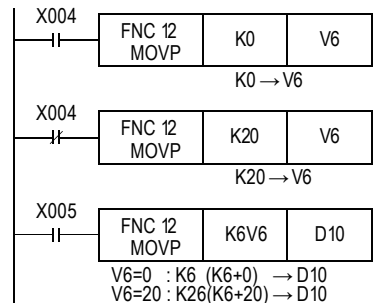 X004
FNC 12 MOVP K0 V6
K0 → V6
X004
FNC 12 MOVP K20 V6
K20 → V6
X005
FNC 12 MOVP K6V6 D10
V6=0 : K6 (K6+0) → D10
V6=20 : K26(K6+20) → D10